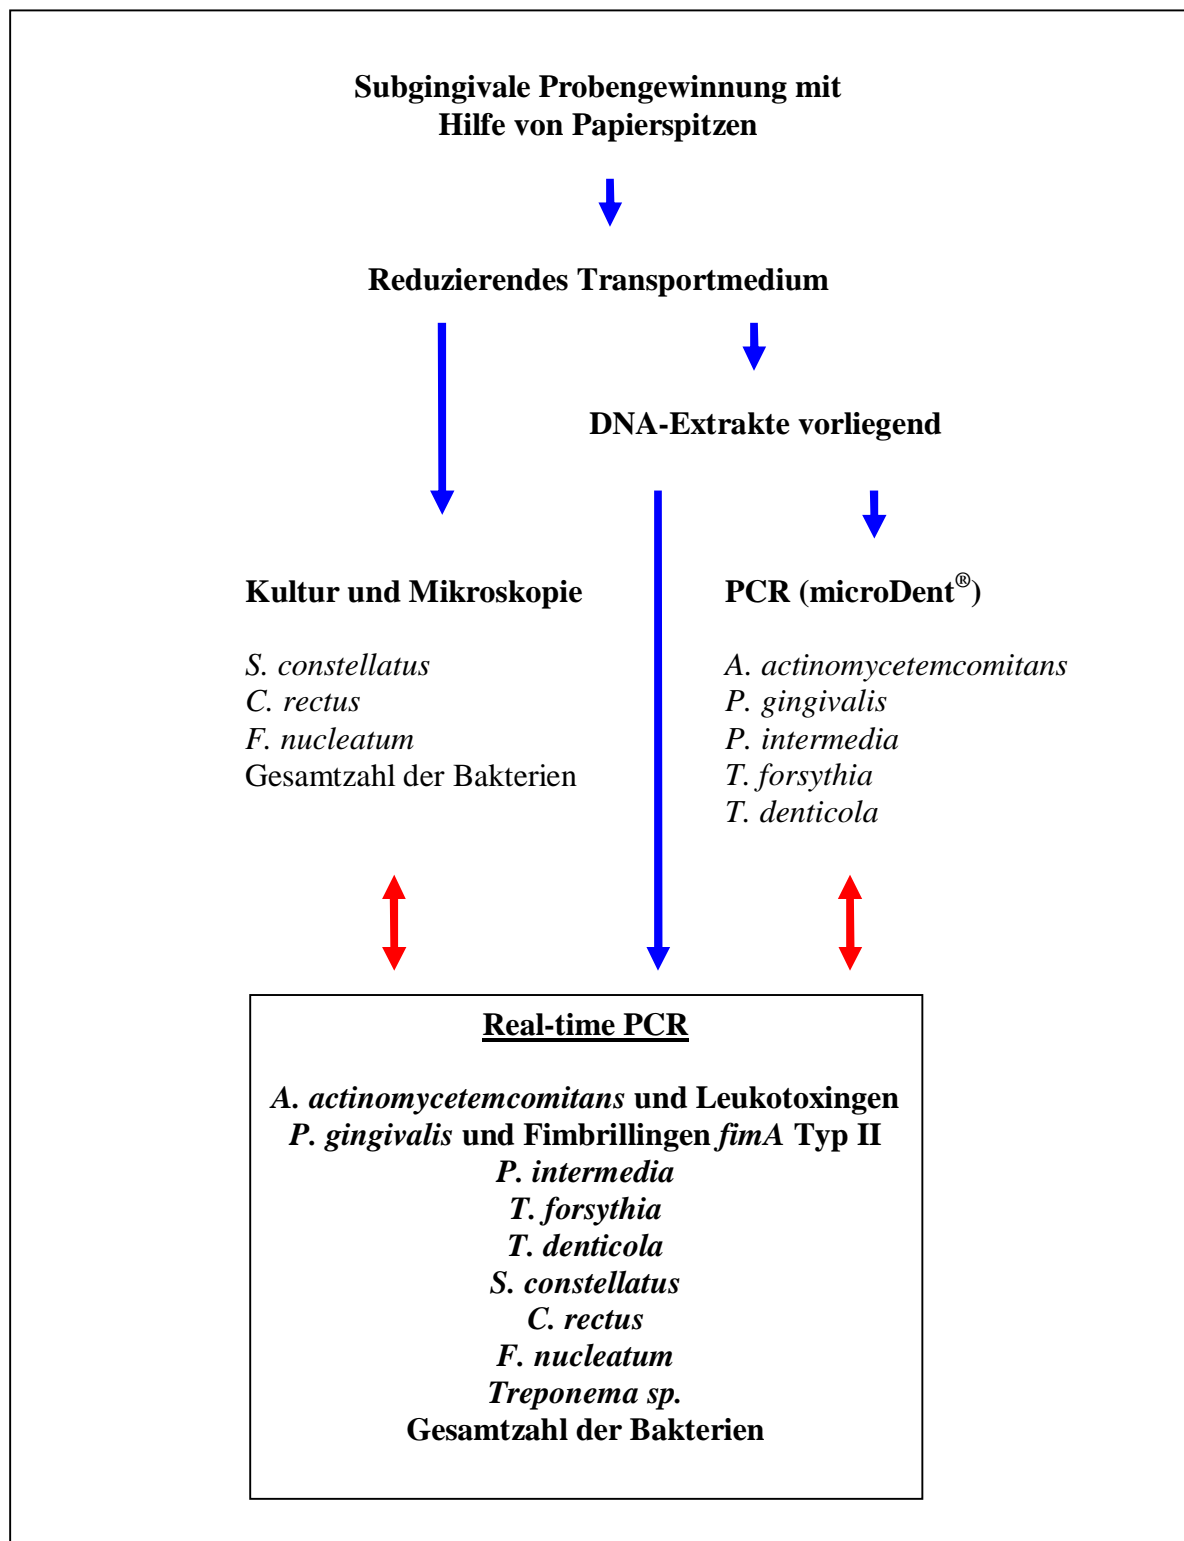 Subgingivale Probengewinnung mit
Hilfe von Papierspitzen
Reduzierendes Transportmedium
DNA-Extrakte vorliegend
Kultur und Mikroskopie
S. constellatus
C. rectus
F. nucleatum
Gesamtzahl der Bakterien
PCR (microDent®)
A. actinomycetemcomitans
P. gingivalis
P. intermedia
T. forsythia
T. denticola
Real-time PCR
A. actinomycetemcomitans und Leukotoxingen
P. gingivalis und Fimbrillingen fimA Typ II
P. intermedia
T. forsythia
T. denticola
S. constellatus
C. rectus
F. nucleatum
Treponema sp.
Gesamtzahl der Bakterien